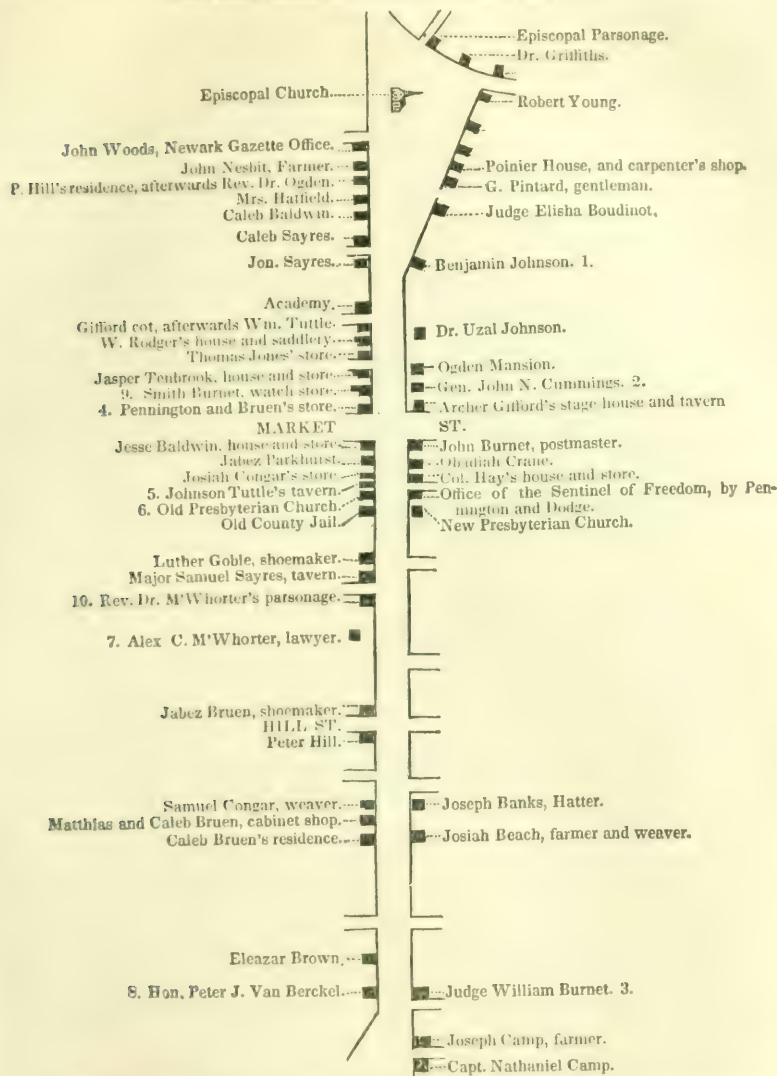 Episcopal Parsonage.
Dr. Griffiths.
Episcopal Church
Robert Young.
John Woods, Newark Gazette Office.
John Nesbit, Farmer.
Poinier House, and carpenter's shop.
P. Hill's residence, afterwards Rev. Dr. Ogden.
G. Pintard, gentleman.
Mrs. Hatfield.
Caleb Baldwin.
Judge Elisha Boudinot,
Caleb Sayres.
Jon. Sayres.
Benjamin Johnson. 1.
Academy.
Gifford cot, afterwards Wm. Tuttle.
Dr. Uzal Johnson.
W. Rodger's house and saddlery.
Thomas Jones' store.
Ogden Mansion.
Jasper Tenbrook, house and store
Gen. John N. Cummings. 2.
9. Smith Burnet, watch store.
4. Pennington and Bruen's store.
Archer Gifford's stage house and tavern
MARKET
ST.
Jesse Baldwin, house and store
John Burnet, postmaster.
Jabez Parkhurst.
Obadiah Crane.
Josiah Congar's store
Col. Hay's house and store.
5. Johnson Tuttle's tavern.
Office of the Sentinel of Freedom, by Pen-
nington and Dodge.
6. Old Presbyterian Church.
New Presbyterian Church.
Old County Jail.
Luther Goble, shoemaker.
Major Samuel Sayres, tavern.
10. Rev. Dr. M'Whorter's parsonage.
7. Alex C. M'Whorter, lawyer.
Jabez Bruen, shoemaker.
HILL ST.
Peter Hill.
Samuel Congar, weaver.
Joseph Banks, Hatter.
Matthias and Caleb Bruen, cabinet shop.
Caleb Bruen's residence.
Josiah Beach, farmer and weaver.
Eleazar Brown.
8. Hon. Peter J. Van Berckel.
Judge William Burnet. 3.
Joseph Camp, farmer.
Capt. Nathaniel Camp.